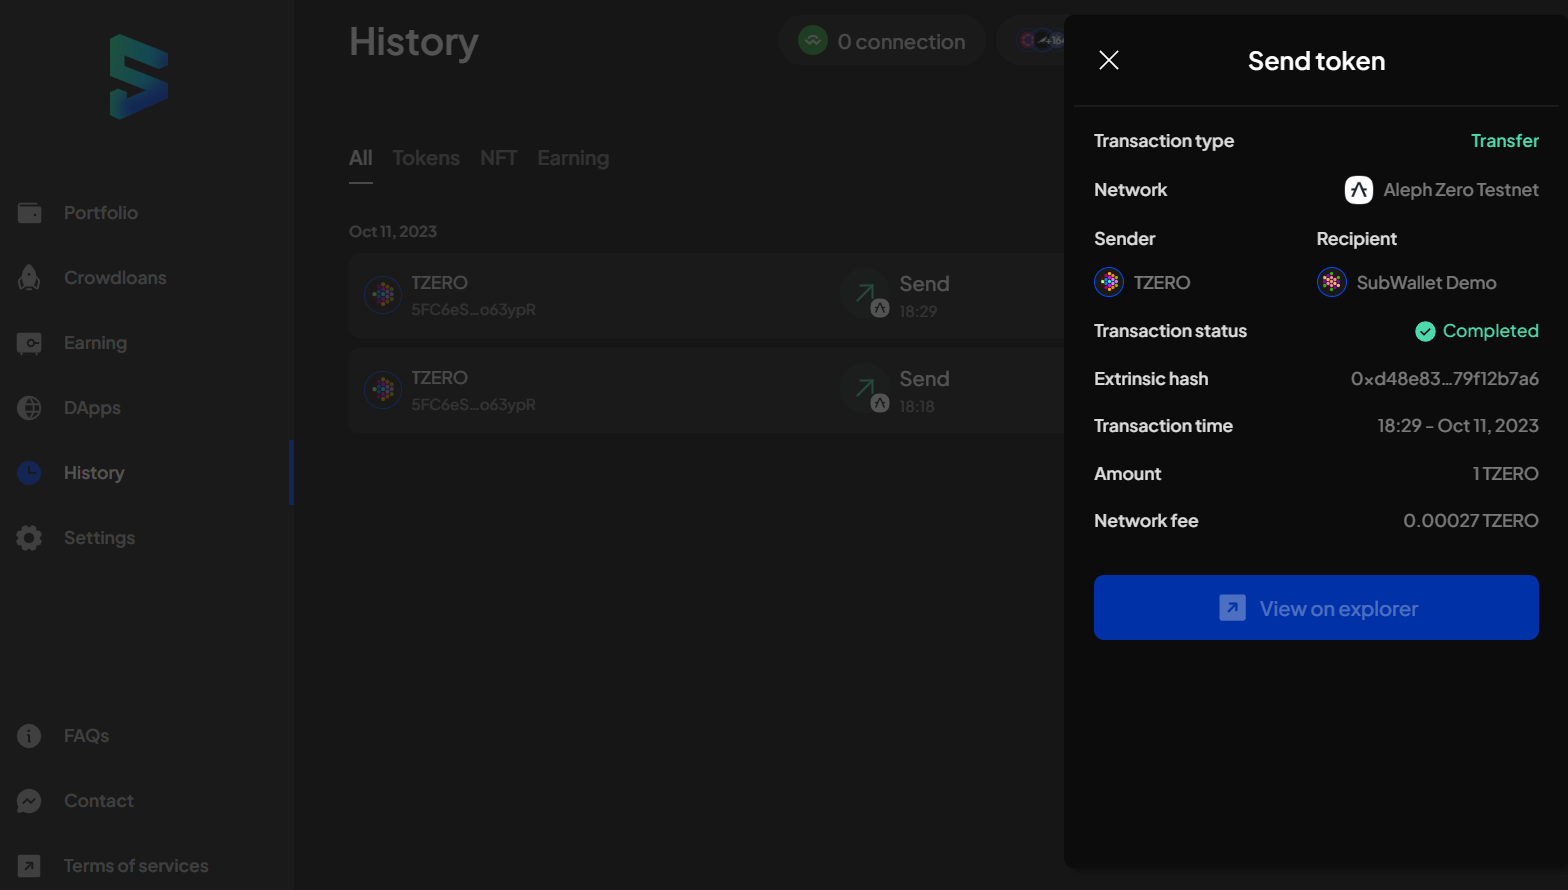 History
0 connection
+164
Portfolio
Crowdloans
Earning
DApps
History
Settings
FAQs
Contact
Terms of services
All Tokens NFT Earning
Oct 11, 2023
TZERO
5FC6eS...o63ypR
Send
18:29
TZERO
5FC6eS...o63ypR
Send
18:18
Send token
Transaction type Transfer
Network Aleph Zero Testnet
Sender Recipient
TZERO SubWallet Demo
Transaction status Completed
Extrinsic hash 0xd48e83...79f12b7a6
Transaction time 18:29 - Oct 11, 2023
Amount 1 TZERO
Network fee 0.00027 TZERO
View on explorer